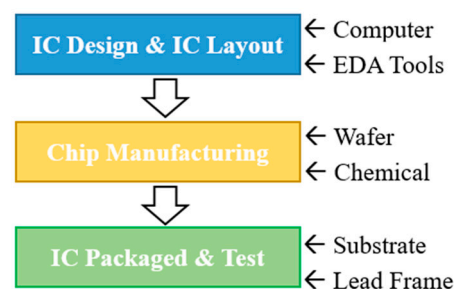 IC Design & IC Layout
← Computer
← EDA Tools
Chip Manufacturing
← Wafer
← Chemical
IC Packaged & Test
← Substrate
← Lead Frame